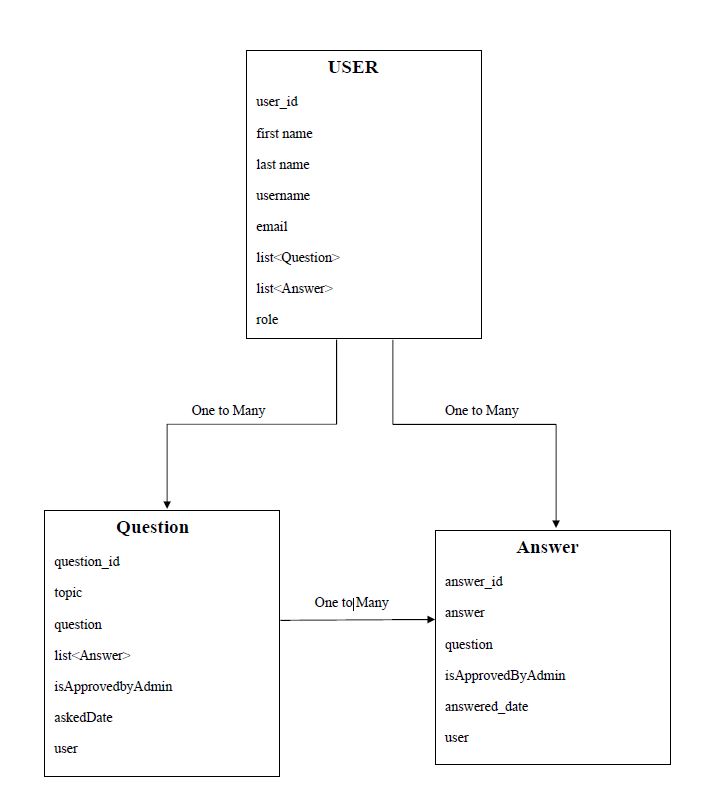 USER
user_id
first name
last name
username
email
list<Question>
list<Answer>
role
One to Many
One to Many
Question
question_id
topic
question
list<Answer>
isApprovedbyAdmin
askedDate
user
One to Many
Answer
answer_id
answer
question
isApprovedByAdmin
answered_date
user